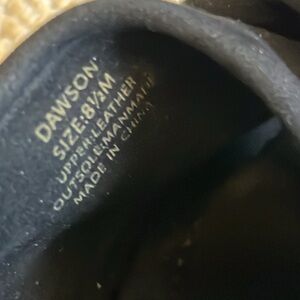 DAWSON
SIZE:8½M
UPPER:LEATHER
OUTSOLE:MANMADE
MADE IN CHINA